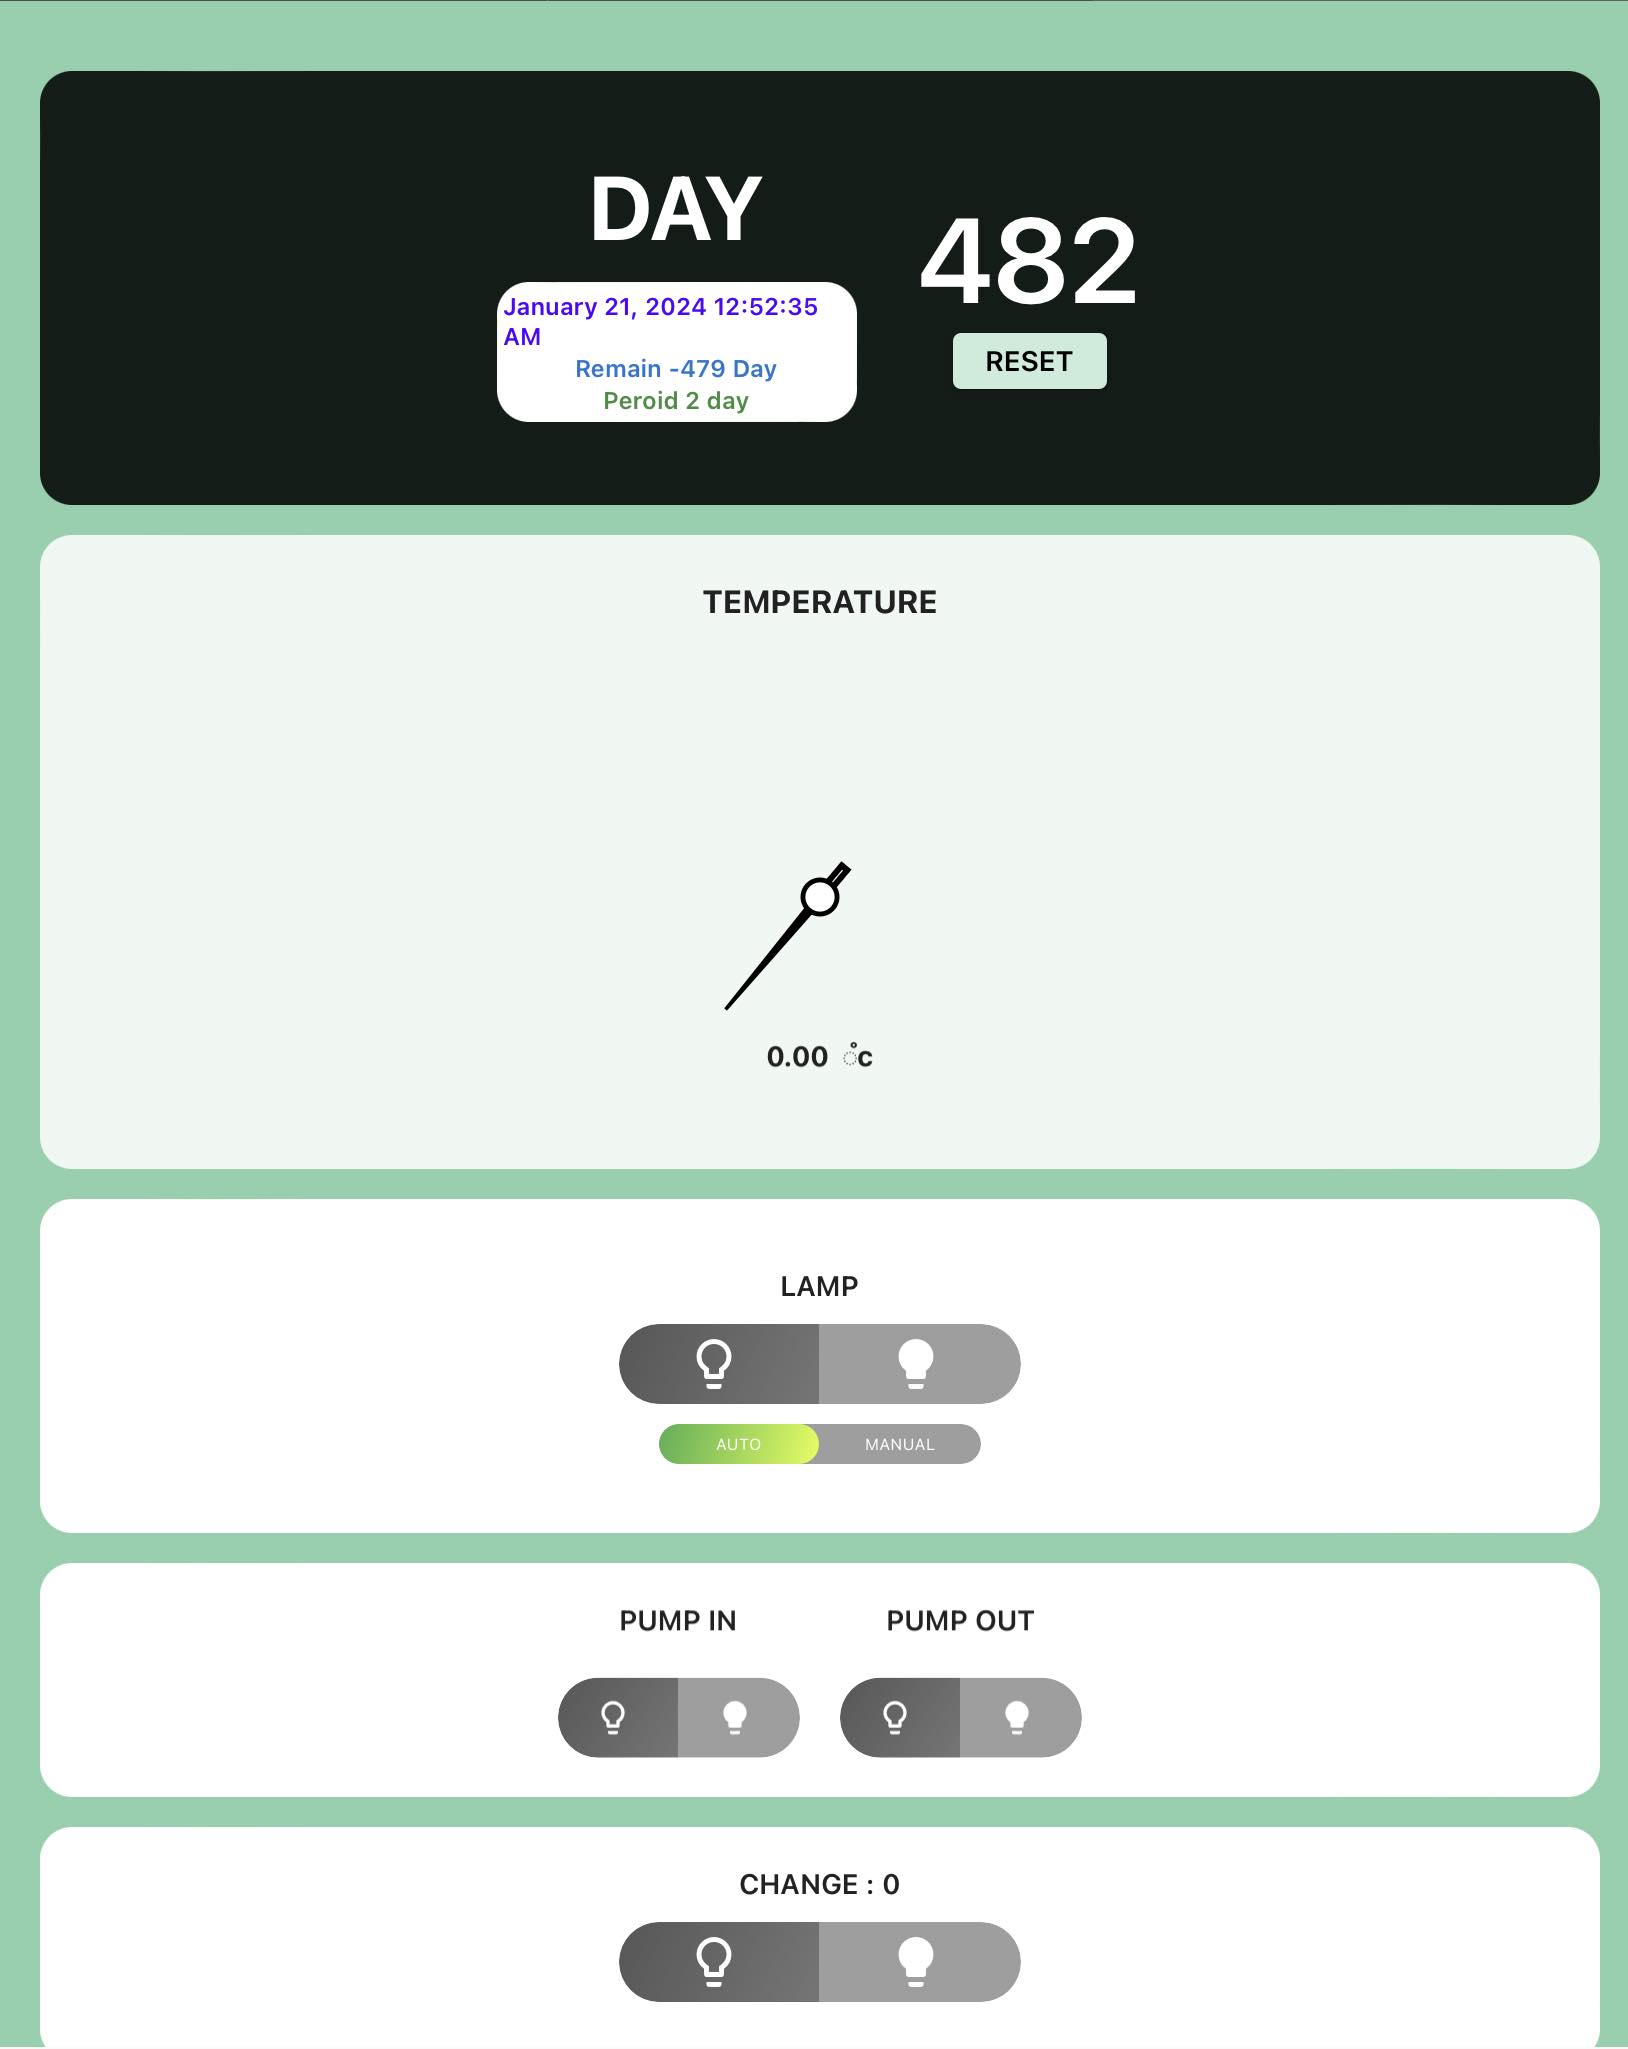 DAY
January 21, 2024 12:52:35
AM
Remain -479 Day
Peroid 2 day
482
RESET
TEMPERATURE
0.00 ̊c
LAMP
AUTO MANUAL
PUMP IN PUMP OUT
CHANGE : 0